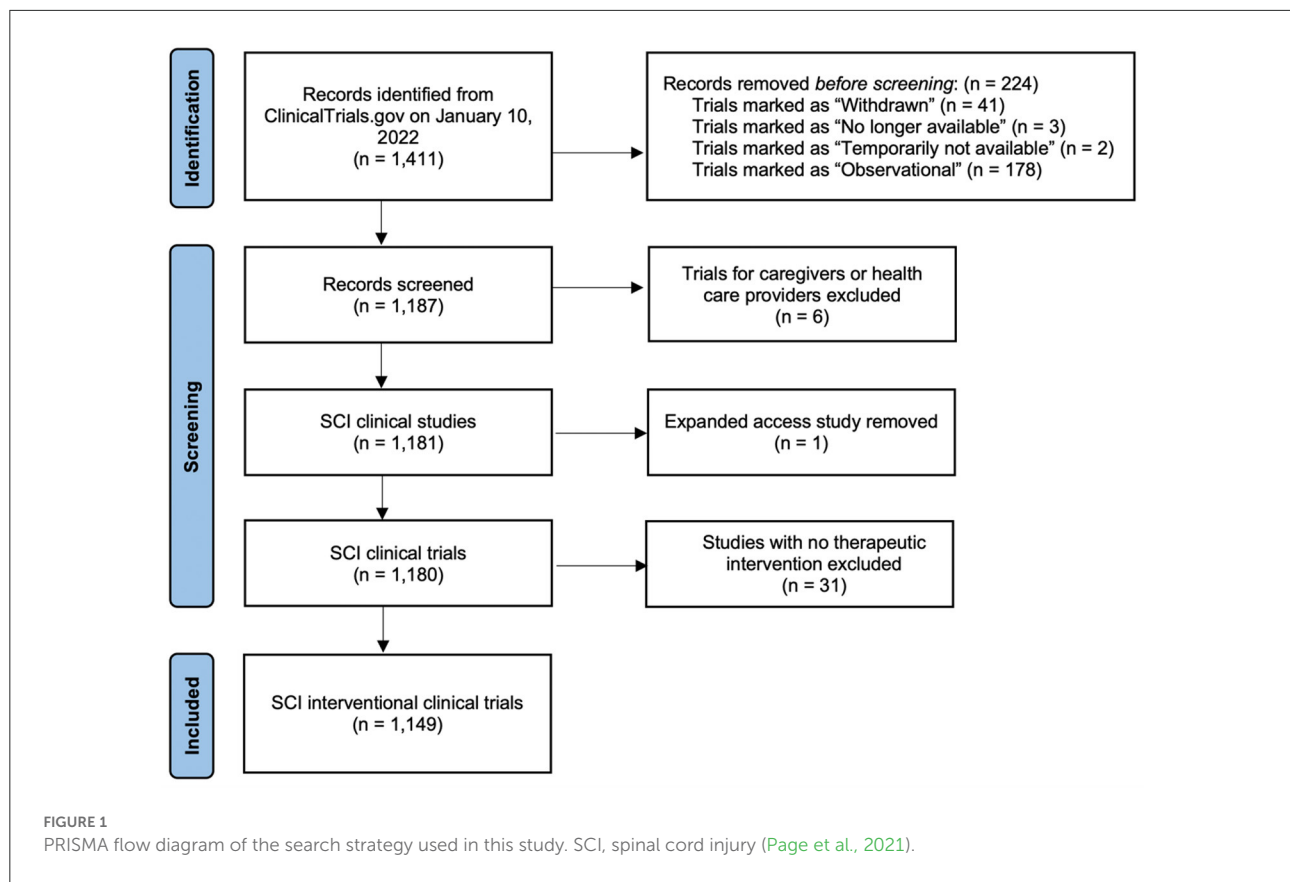 Identification
Records identified from
ClinicalTrials.gov on January 10,
2022
(n = 1,411)
Records removed before screening: (n = 224)
Trials marked as “Withdrawn” (n = 41)
Trials marked as “No longer available” (n = 3)
Trials marked as “Temporarily not available” (n = 2)
Trials marked as “Observational” (n = 178)
Screening
Records screened
(n = 1,187)
Trials for caregivers or health
care providers excluded
(n = 6)
SCI clinical studies
(n = 1,181)
Expanded access study removed
(n = 1)
SCI clinical trials
(n = 1,180)
Studies with no therapeutic
intervention excluded
(n = 31)
Included
SCI interventional clinical trials
(n = 1,149)
FIGURE 1
PRISMA flow diagram of the search strategy used in this study. SCI, spinal cord injury (Page et al., 2021).